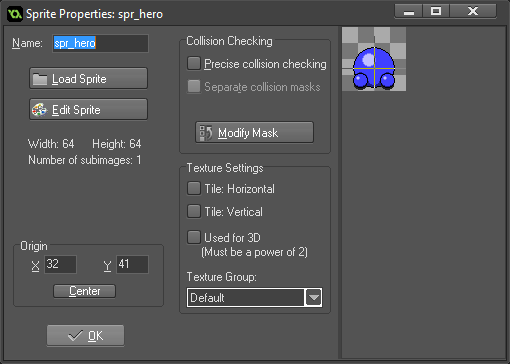 Sprite Properties: spr_hero
Name: spr_hero
Load Sprite
Edit Sprite
Width: 64 Height: 64
Number of subimages: 1
Origin
X 32 Y 41
Center
OK
Collision Checking
Precise collision checking
Separate collision masks
Modify Mask
Texture Settings
Tile: Horizontal
Tile: Vertical
Used for 3D
(Must be a power of 2)
Texture Group:
Default